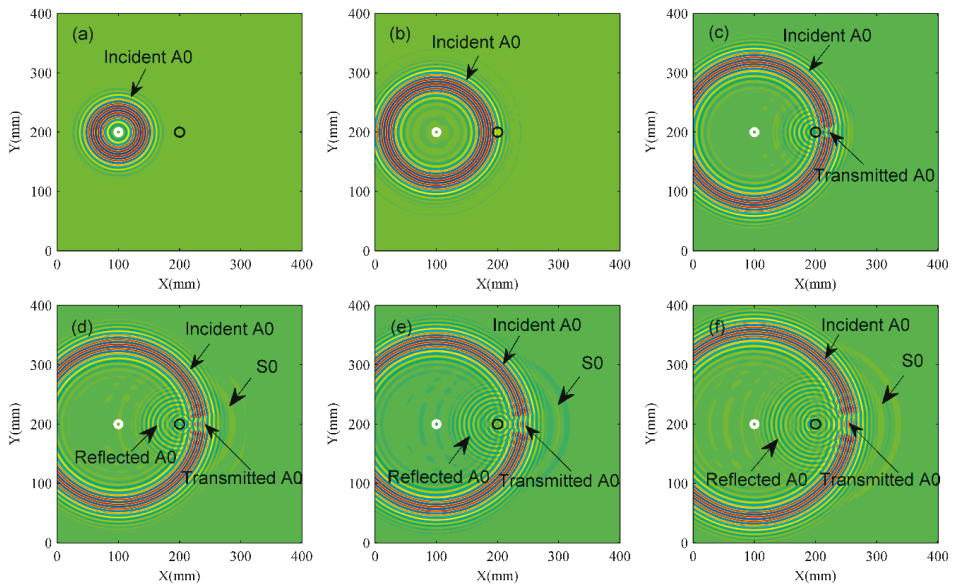 (a)
Incident A0
400
300
200
100
0
Y(mm)
0 100 200 300 400
X(mm)
(b)
Incident A0
400
300
200
100
0
Y(mm)
0 100 200 300 400
X(mm)
(c)
Incident A0
Transmitted A0
400
300
200
100
0
Y(mm)
0 100 200 300 400
X(mm)
(d)
Incident A0
S0
Reflected A0
Transmitted A0
400
300
200
100
0
Y(mm)
0 100 200 300 400
X(mm)
(e)
Incident A0
S0
Reflected A0
Transmitted A0
400
300
200
100
0
Y(mm)
0 100 200 300 400
X(mm)
(f)
Incident A0
S0
Reflected A0
Transmitted A0
400
300
200
100
0
Y(mm)
0 100 200 300 400
X(mm)